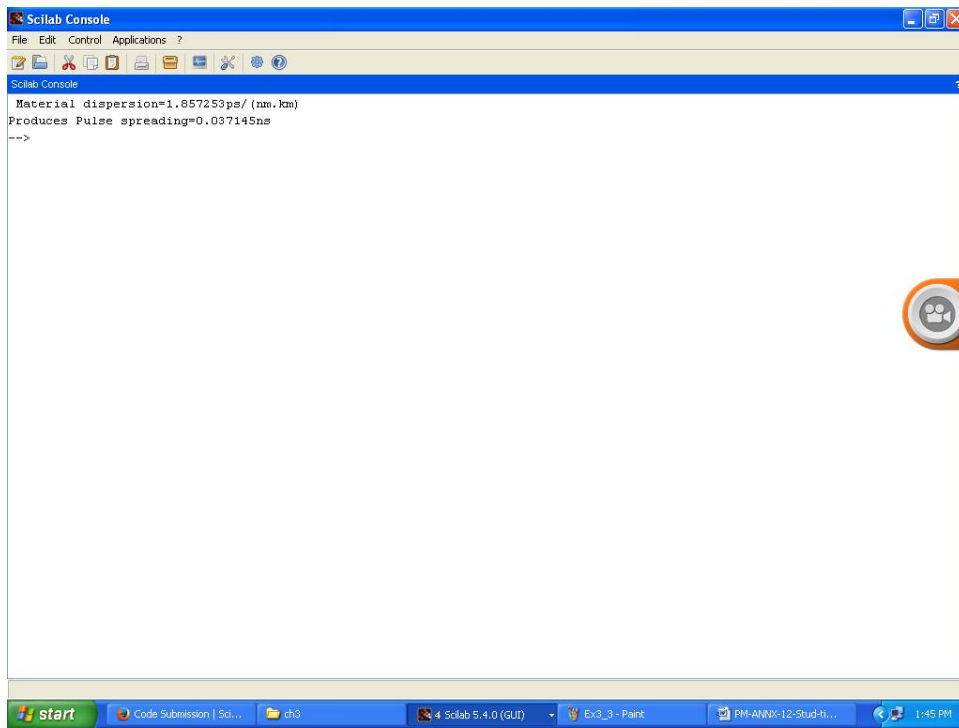 Scilab Console
File Edit Control Applications ?
Scilab Console ?
Material dispersion=1.857253ps/(nm.km)
Produces Pulse spreading=0.037145ns
-->
start Code Submission | Sci... ch3 4 Scilab 5.4.0 (GUI) Ex3_3 - Paint PM-ANNX-12-Stud-ti... 1:45 PM